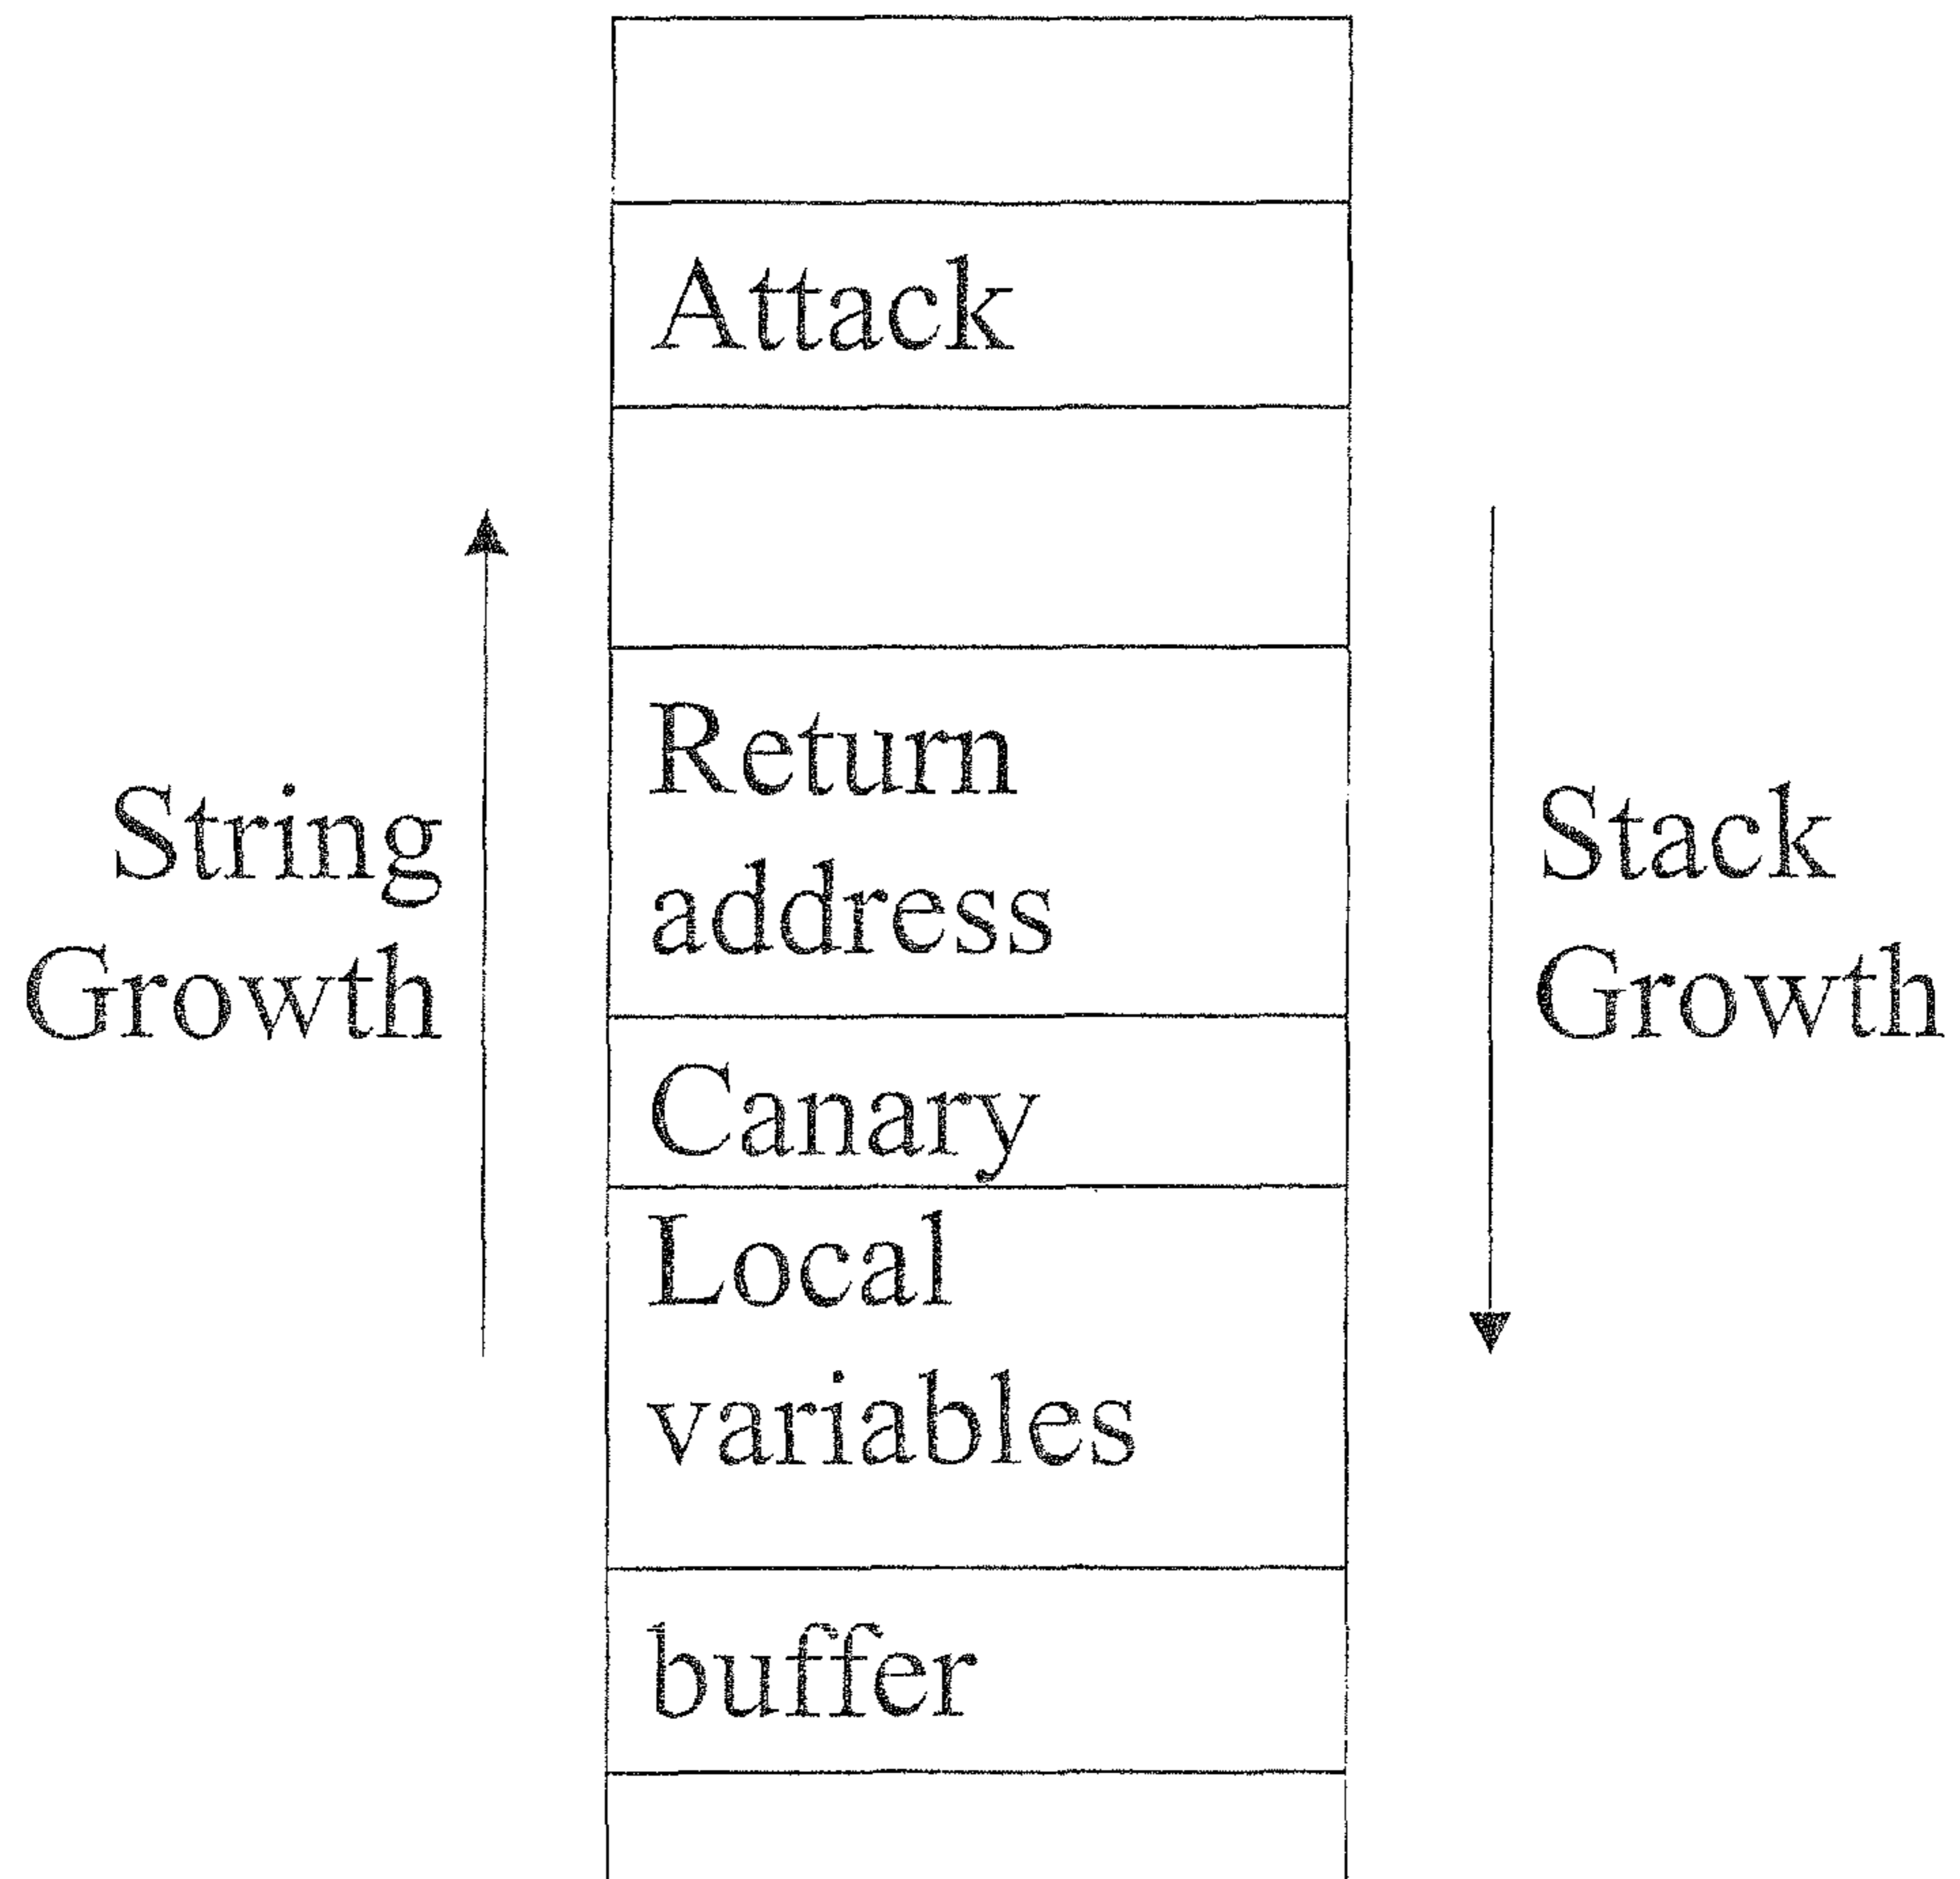 Attack
Return
address
String
Growth
Stack
Growth
Canary
Local
variables
buffer